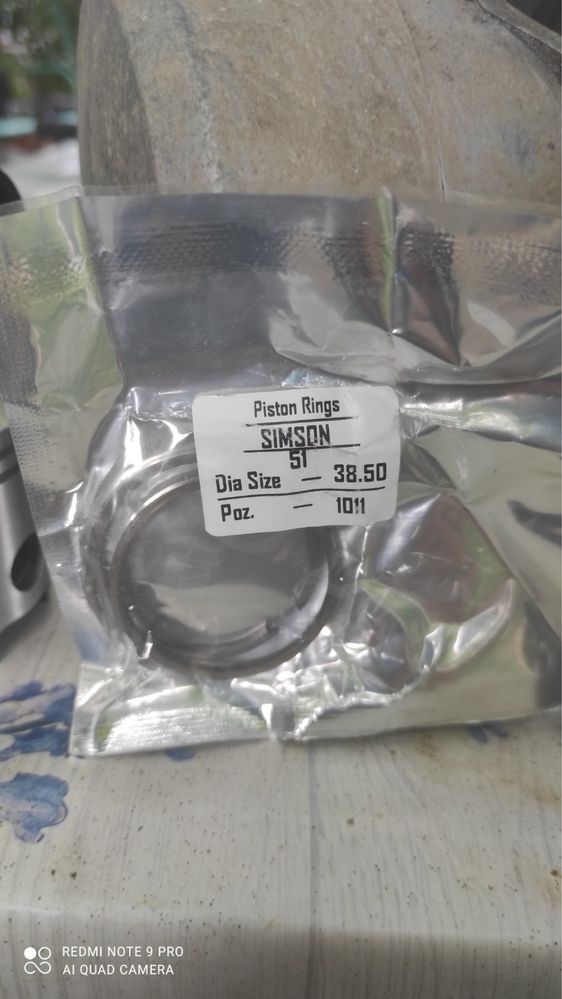 Piston Rings
SIMSON
51
Dia Size — 38.50
Poz. — 1011
REDMI NOTE 9 PRO
AI QUAD CAMERA